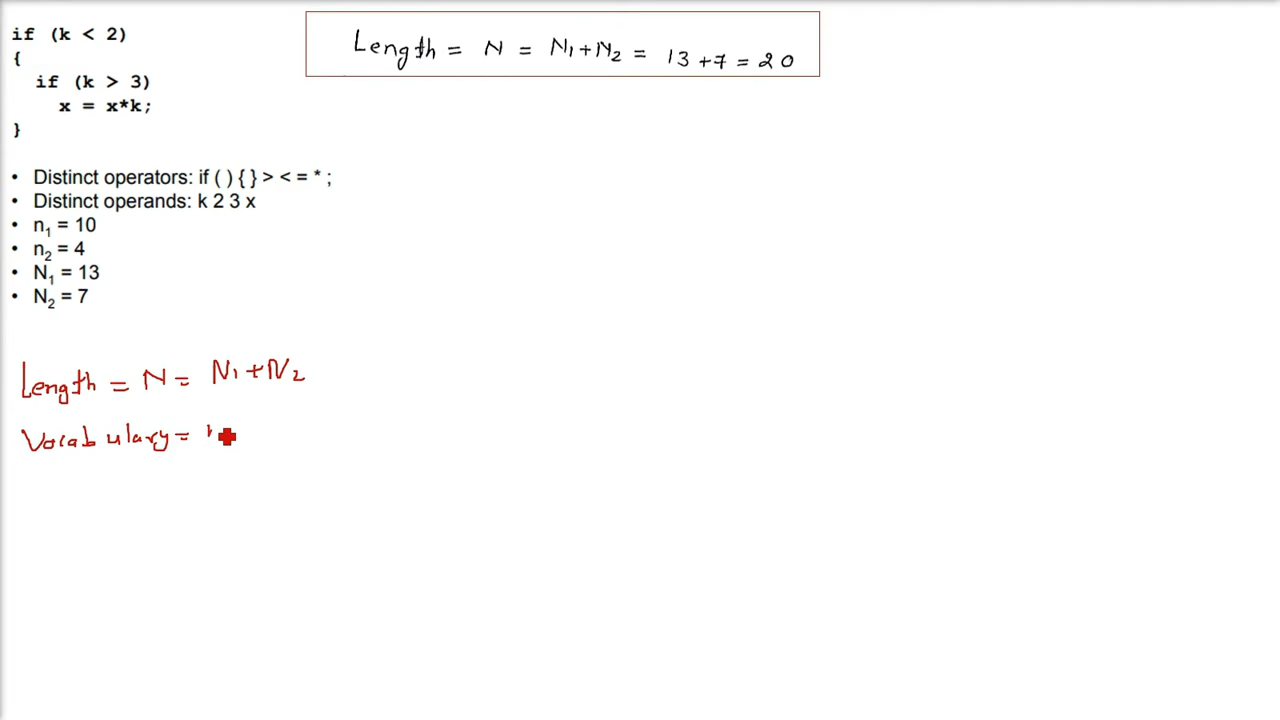 if (k < 2)
{
if (k > 3)
x = x*k;
}
Length = N = N1+N2 = 13+7 = 20
• Distinct operators: if ( ) { } > < = * ;
• Distinct operands: k 2 3 x
• n1 = 10
• n2 = 4
• N1 = 13
• N2 = 7
Length = N = N1+N2
Vocabulary =